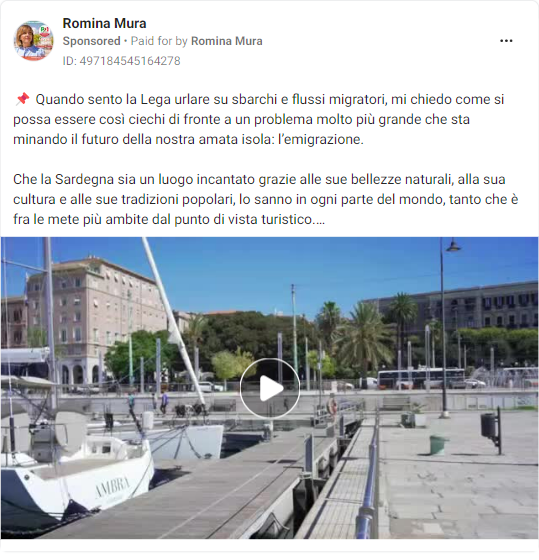 Romina Mura
Sponsored • Paid for by Romina Mura
ID: 497184545164278
📌 Quando sento la Lega urlare su sbarchi e flussi migratori, mi chiedo come si
possa essere così ciechi di fronte a un problema molto più grande che sta
minando il futuro della nostra amata isola: l’emigrazione.
Che la Sardegna sia un luogo incantato grazie alle sue bellezze naturali, alla sua
cultura e alle sue tradizioni popolari, lo sanno in ogni parte del mondo, tanto che è
fra le mete più ambite dal punto di vista turistico....
AMBRA